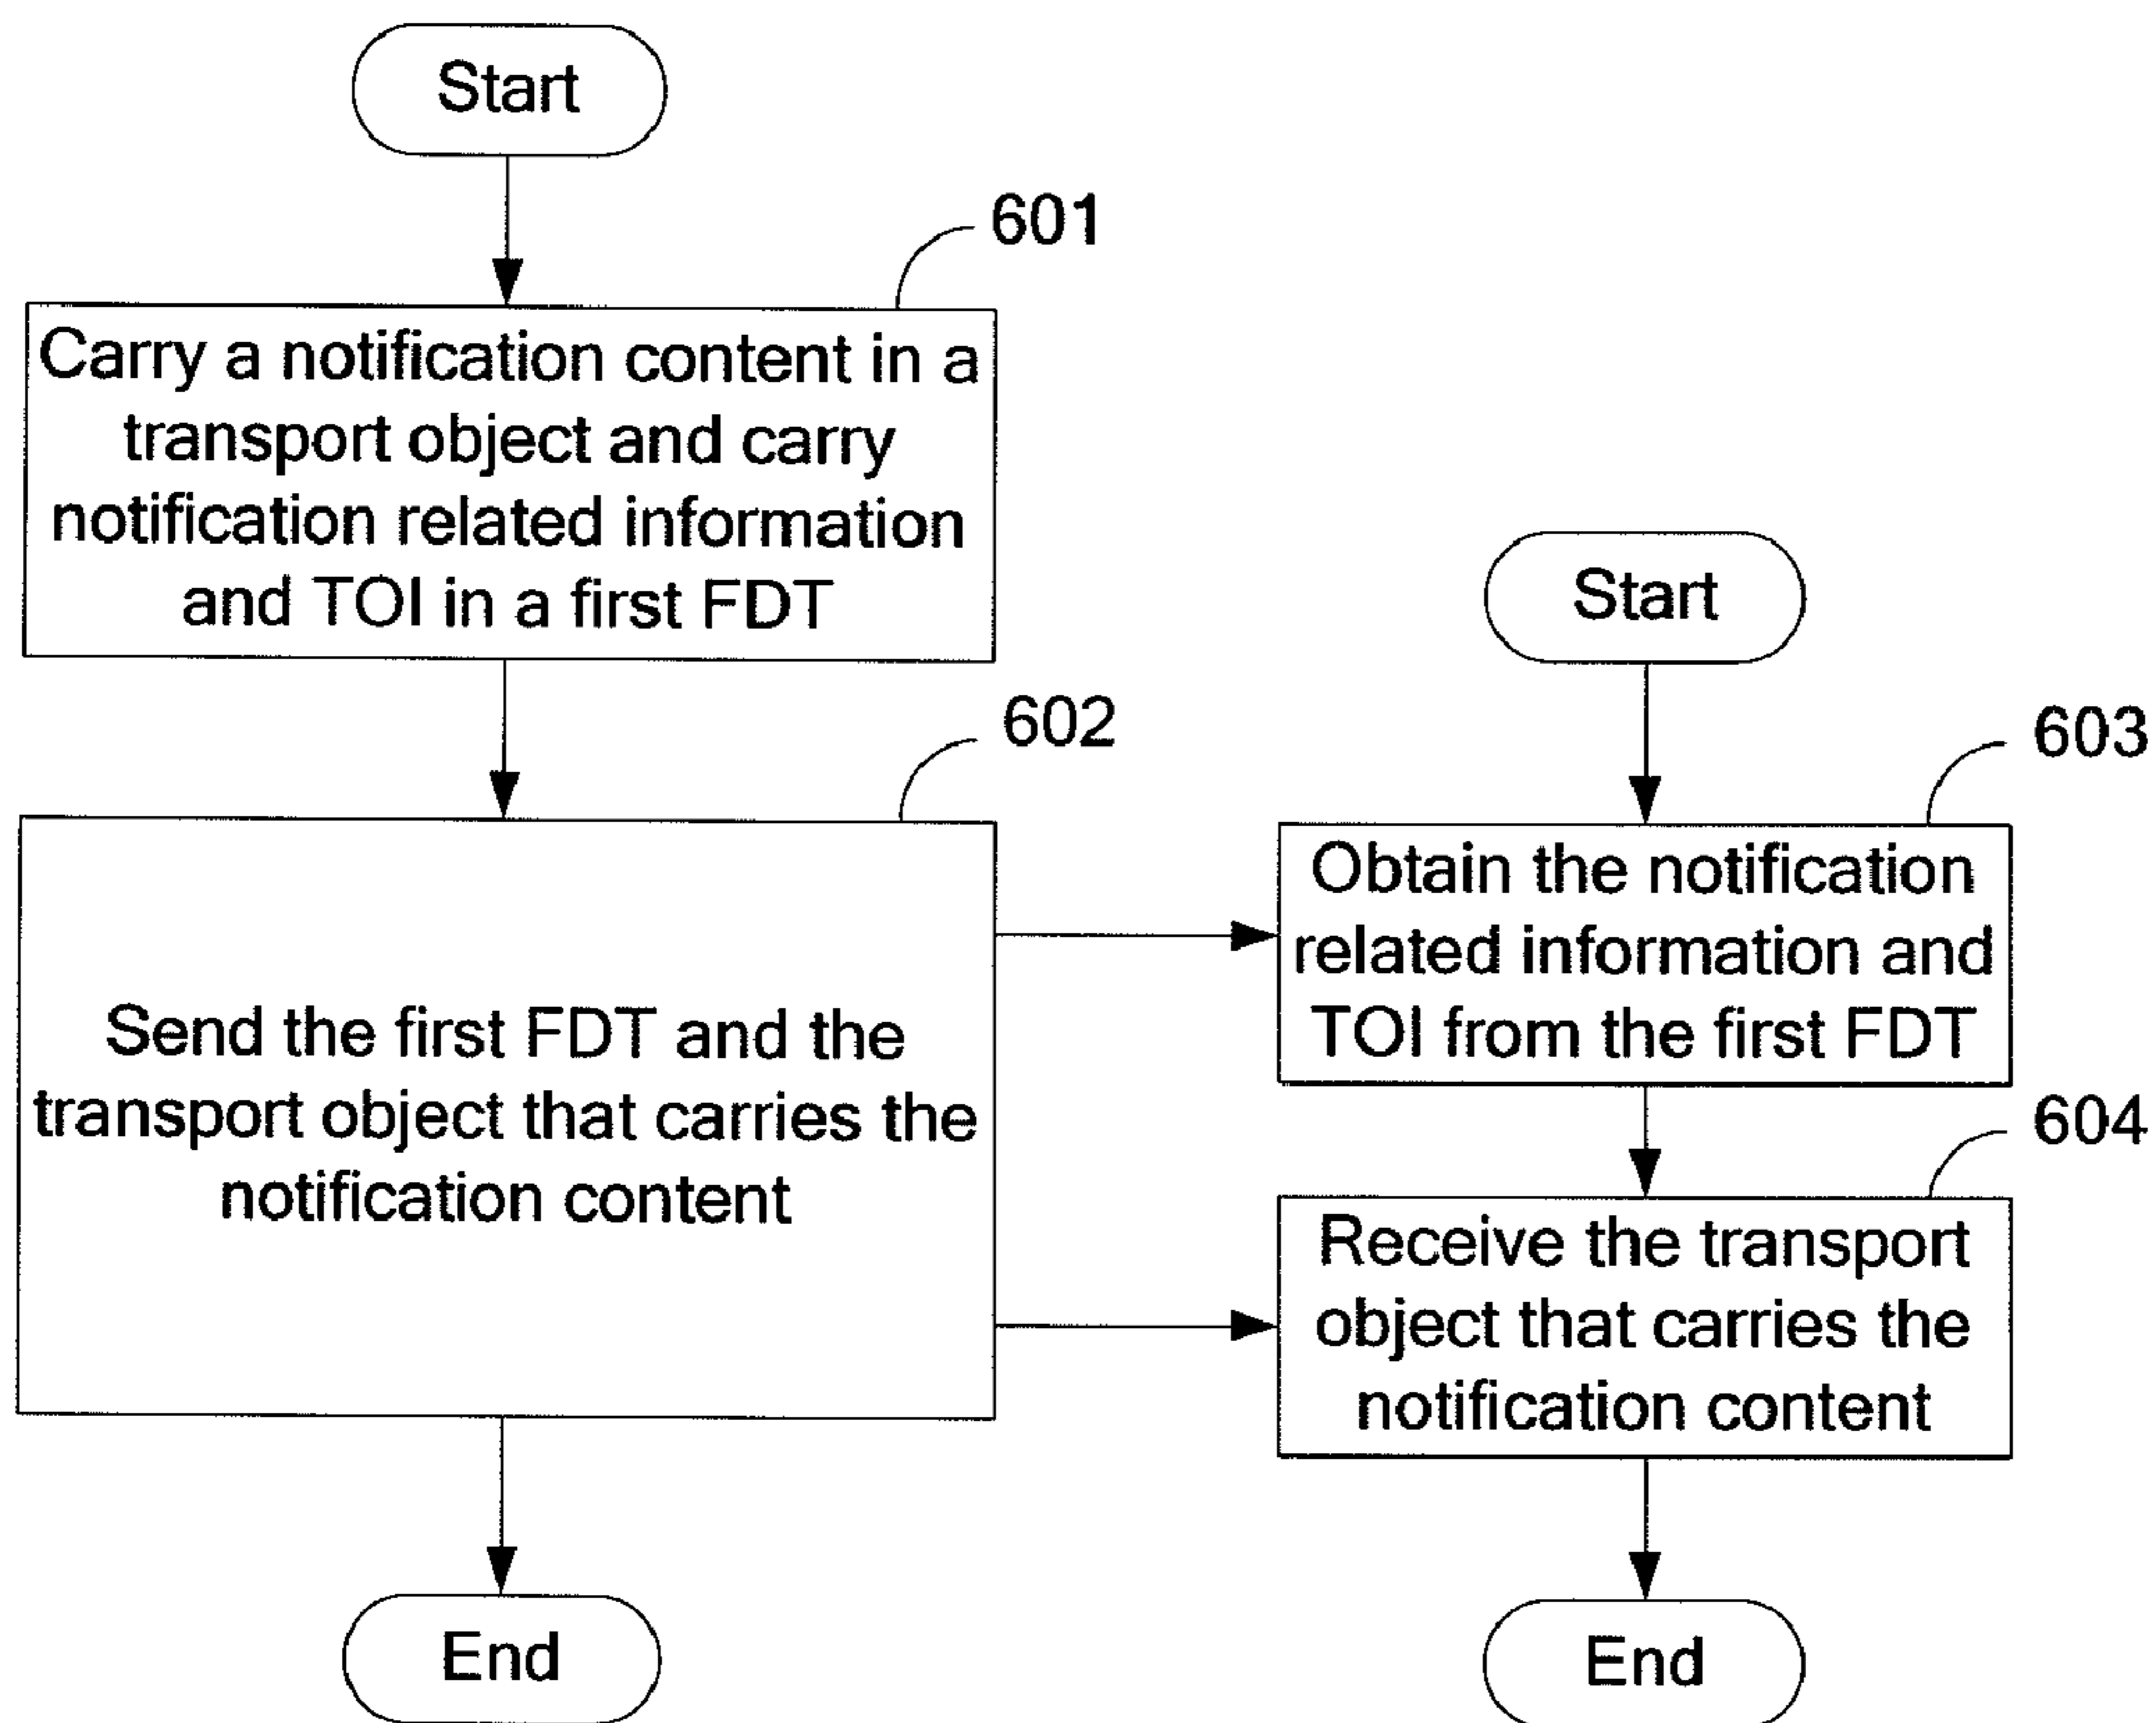 Start
601
Carry a notification content in a
transport object and carry
notification related information
and TOI in a first FDT
602
Send the first FDT and the
transport object that carries the
notification content
End
Start
603
Obtain the notification
related information and
TOI from the first FDT
604
Receive the transport
object that carries the
notification content
End